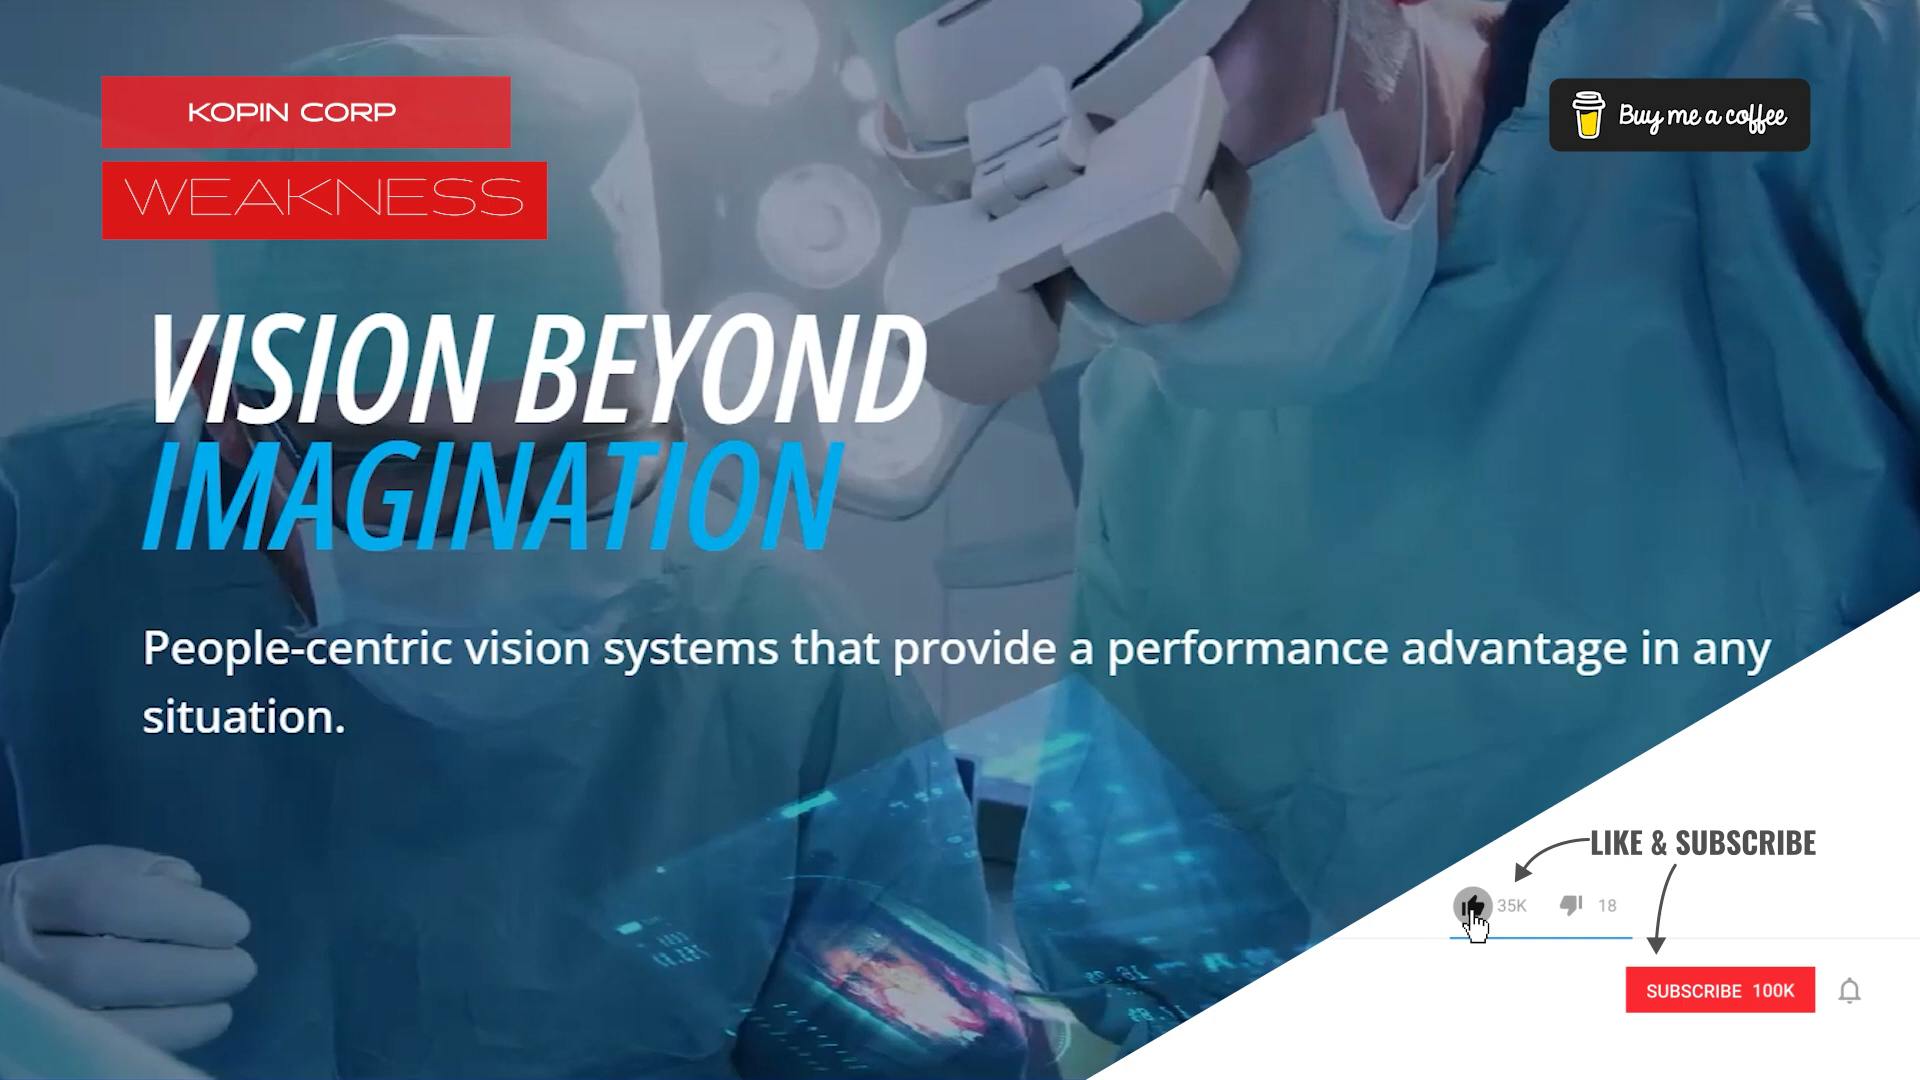 KOPIN CORP
WEAKNESS
Buy me a coffee
VISION BEYOND
IMAGINATION
People-centric vision systems that provide a performance advantage in any
situation.
LIKE & SUBSCRIBE
35K 18
SUBSCRIBE 100K